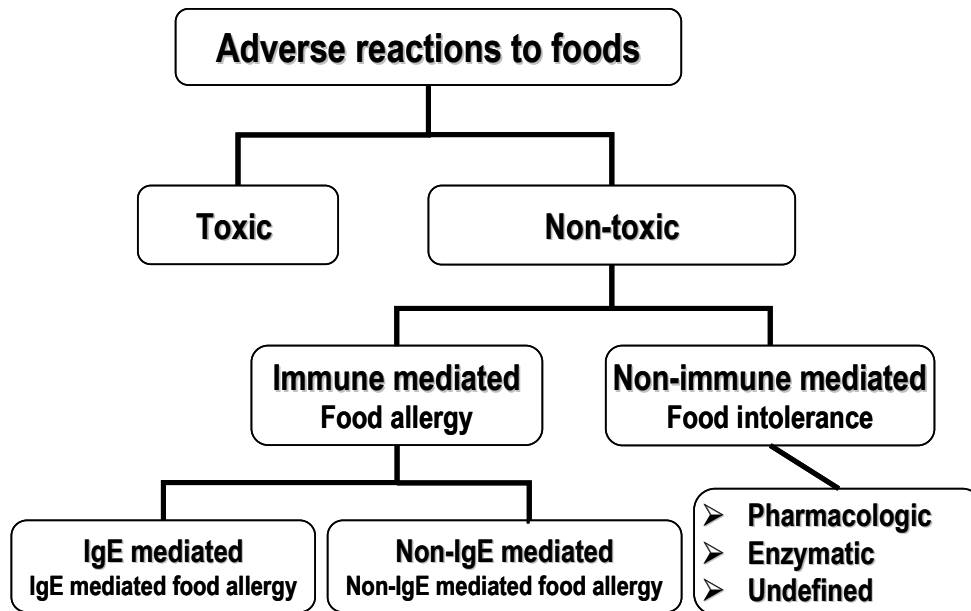 Adverse reactions to foods
Toxic
Non-toxic
Immune mediated
Food allergy
Non-immune mediated
Food intolerance
IgE mediated
IgE mediated food allergy
Non-IgE mediated
Non-IgE mediated food allergy
➢ Pharmacologic
➢ Enzymatic
➢ Undefined